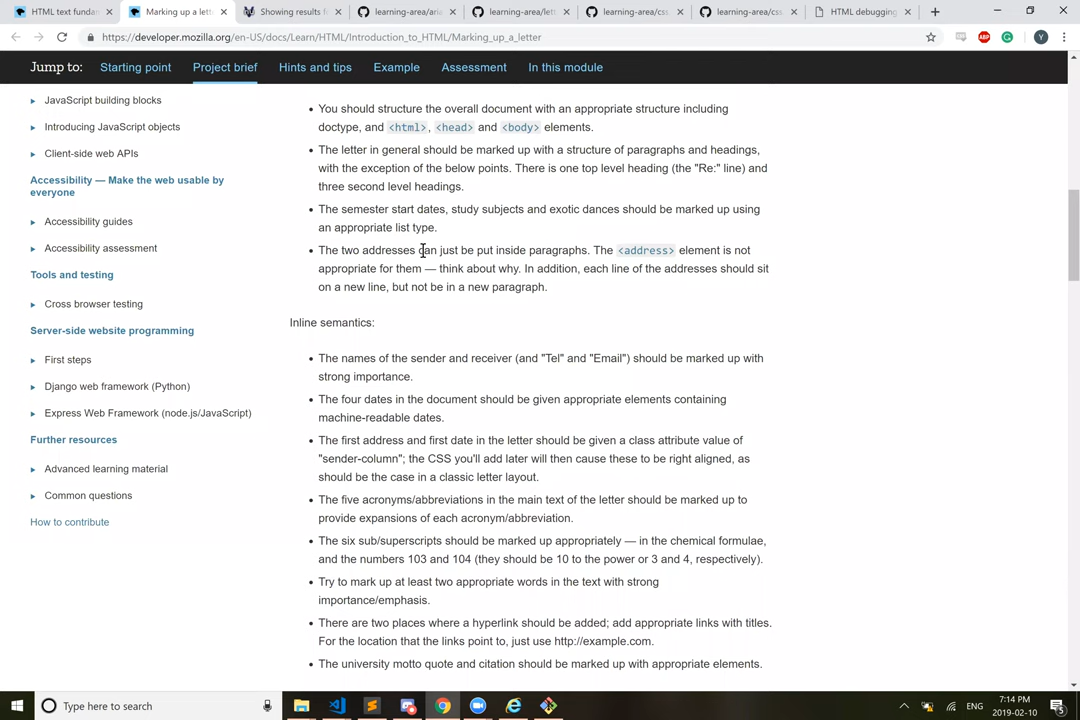 HTML text funda
Marking up a lett
Showing results f
learning-area/arie
learning-area/lett
learning-area/css
learning-area/css
HTML debugging
https://developer.mozilla.org/en-US/docs/Learn/HTML/Introduction_to_HTML/Marking_up_a_letter
ABP
G
Y
Jump to: Starting point Project brief Hints and tips Example Assessment In this module
JavaScript building blocks
Introducing JavaScript objects
Client-side web APIs
Accessibility — Make the web usable by
everyone
Accessibility guides
Accessibility assessment
Tools and testing
Cross browser testing
Server-side website programming
First steps
Django web framework (Python)
Express Web Framework (node.js/JavaScript)
Further resources
Advanced learning material
Common questions
How to contribute
You should structure the overall document with an appropriate structure including
doctype, and <html>, <head> and <body> elements.
The letter in general should be marked up with a structure of paragraphs and headings,
with the exception of the below points. There is one top level heading (the "Re:" line) and
three second level headings.
The semester start dates, study subjects and exotic dances should be marked up using
an appropriate list type.
The two addresses can just be put inside paragraphs. The <address> element is not
appropriate for them — think about why. In addition, each line of the addresses should sit
on a new line, but not be in a new paragraph.
Inline semantics:
The names of the sender and receiver (and "Tel" and "Email") should be marked up with
strong importance.
The four dates in the document should be given appropriate elements containing
machine-readable dates.
The first address and first date in the letter should be given a class attribute value of
"sender-column"; the CSS you'll add later will then cause these to be right aligned, as
should be the case in a classic letter layout.
The five acronyms/abbreviations in the main text of the letter should be marked up to
provide expansions of each acronym/abbreviation.
The six sub/superscripts should be marked up appropriately — in the chemical formulae,
and the numbers 103 and 104 (they should be 10 to the power or 3 and 4, respectively).
Try to mark up at least two appropriate words in the text with strong
importance/emphasis.
There are two places where a hyperlink should be added; add appropriate links with titles.
For the location that the links point to, just use http://example.com.
The university motto quote and citation should be marked up with appropriate elements.
Type here to search
ENG
7:14 PM
2019-02-10
5